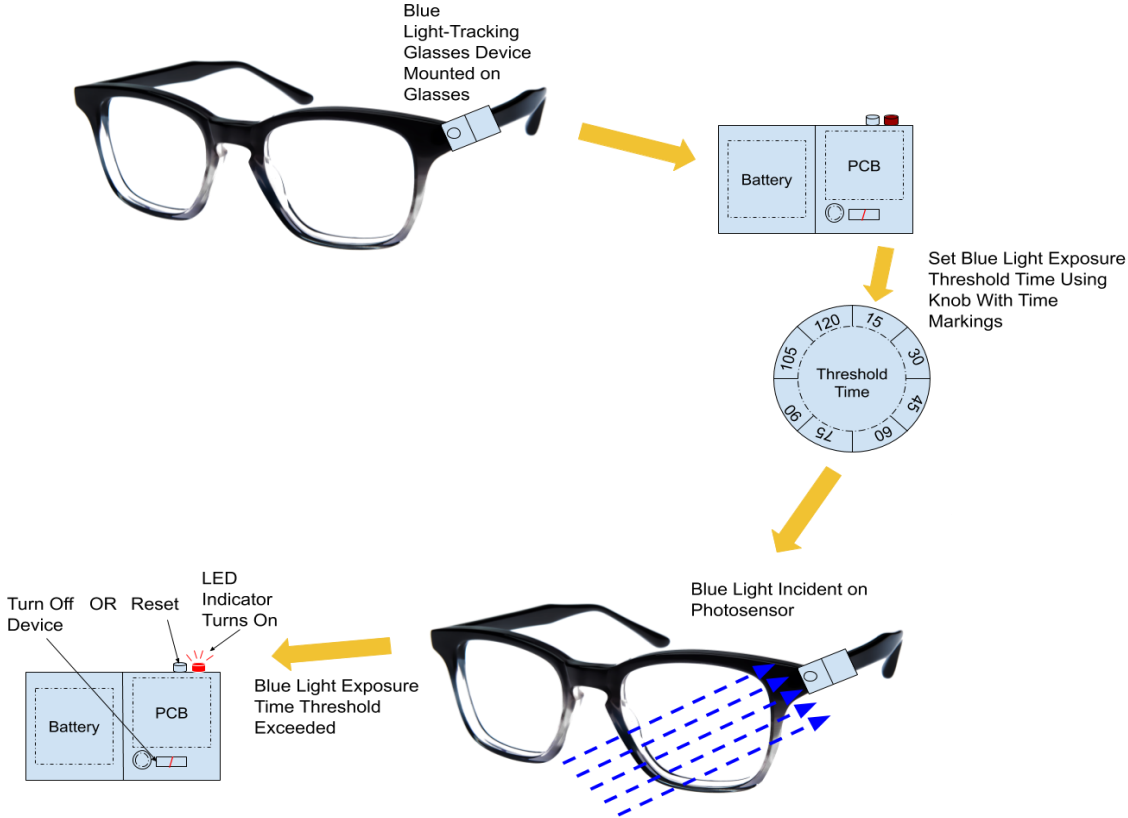 Blue
Light-Tracking
Glasses Device
Mounted on
Glasses
Battery
PCB
Set Blue Light Exposure
Threshold Time Using
Knob With Time
Markings
120
15
30
45
60
75
90
105
Threshold
Time
Blue Light Incident on
Photosensor
Blue Light Exposure
Time Threshold
Exceeded
LED
Indicator
Turns On
Turn Off OR Reset
Device
Battery
PCB